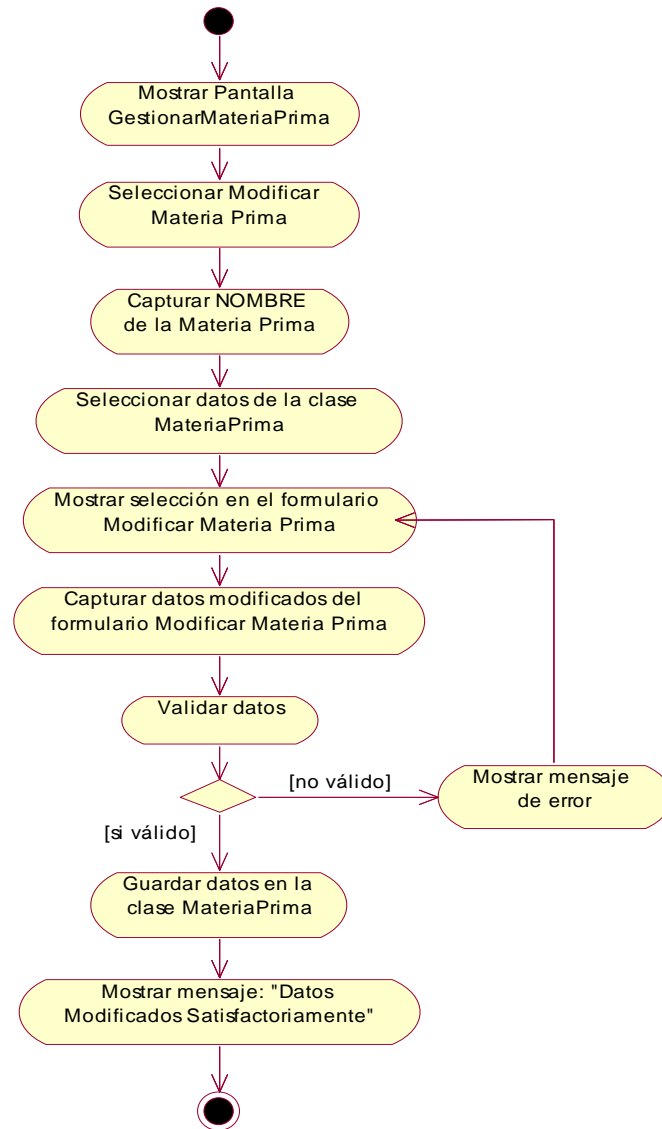 Mostrar Pantalla
GestionarMateriaPrima
Seleccionar Modificar
Materia Prima
Capturar NOMBRE
de la Materia Prima
Seleccionar datos de la clase
MateriaPrima
Mostrar selección en el formulario
Modificar Materia Prima
Capturar datos modificados del
formulario Modificar Materia Prima
Validar datos
[no válido]
Mostrar mensaje
de error
[si válido]
Guardar datos en la
clase MateriaPrima
Mostrar mensaje: "Datos
Modificados Satisfactoriamente"